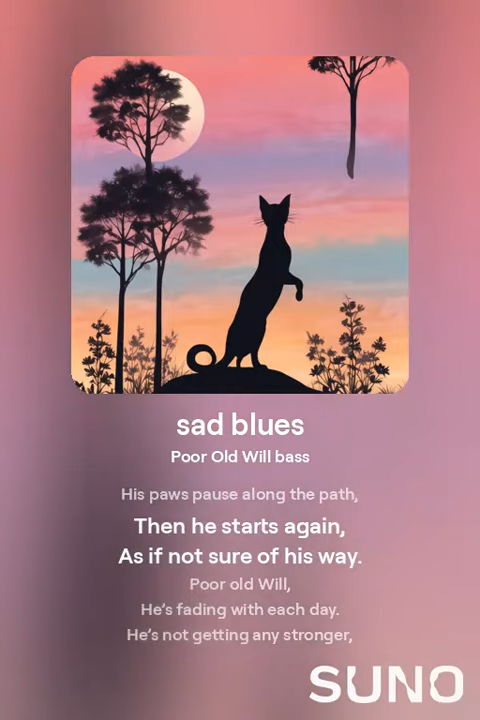 sad blues
Poor Old Will bass
His paws pause along the path,
Then he starts again,
As if not sure of his way.
Poor old Will,
He’s fading with each day.
He’s not getting any stronger,
SUNO